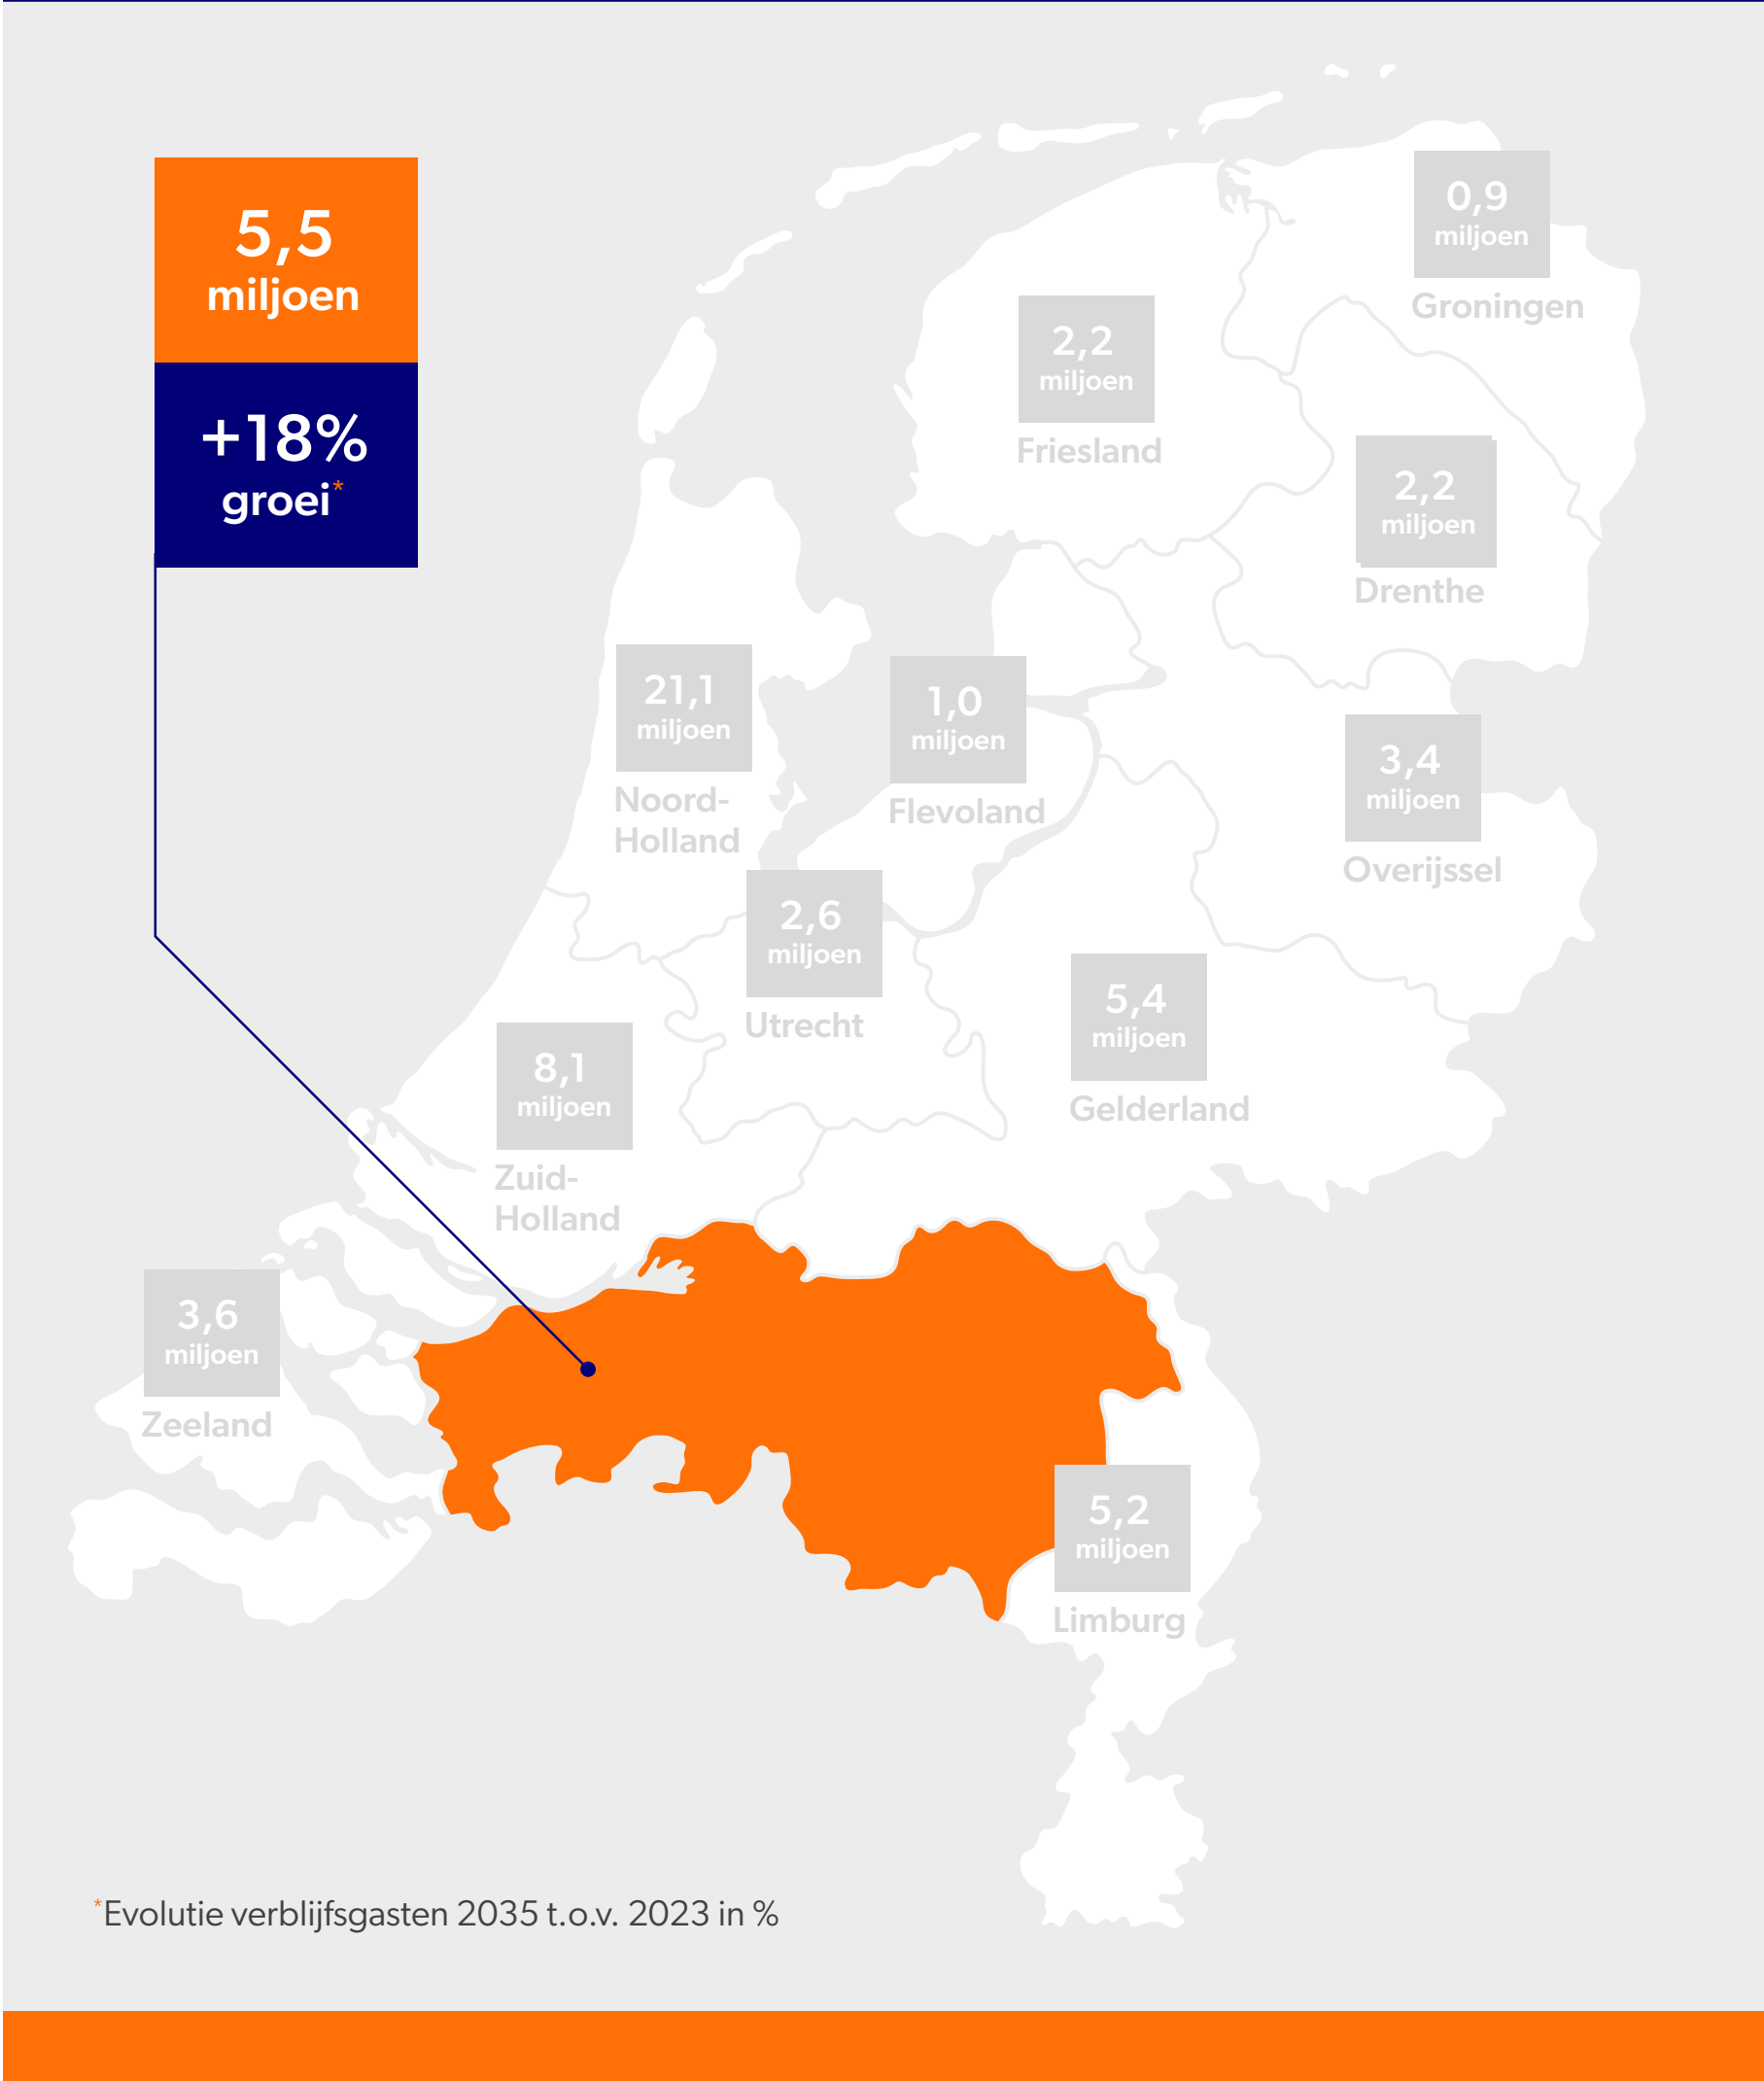 5,5
miljoen
+18%
groei*
0,9
miljoen
Groningen
2,2
miljoen
Friesland
2,2
miljoen
Drenthe
21,1
miljoen
Noord-
Holland
1,0
miljoen
Flevoland
3,4
miljoen
Overijssel
2,6
miljoen
Utrecht
5,4
miljoen
Gelderland
8,1
miljoen
Zuid-
Holland
3,6
miljoen
Zeeland
5,2
miljoen
Limburg
*Evolutie verblijfsgasten 2035 t.o.v. 2023 in %